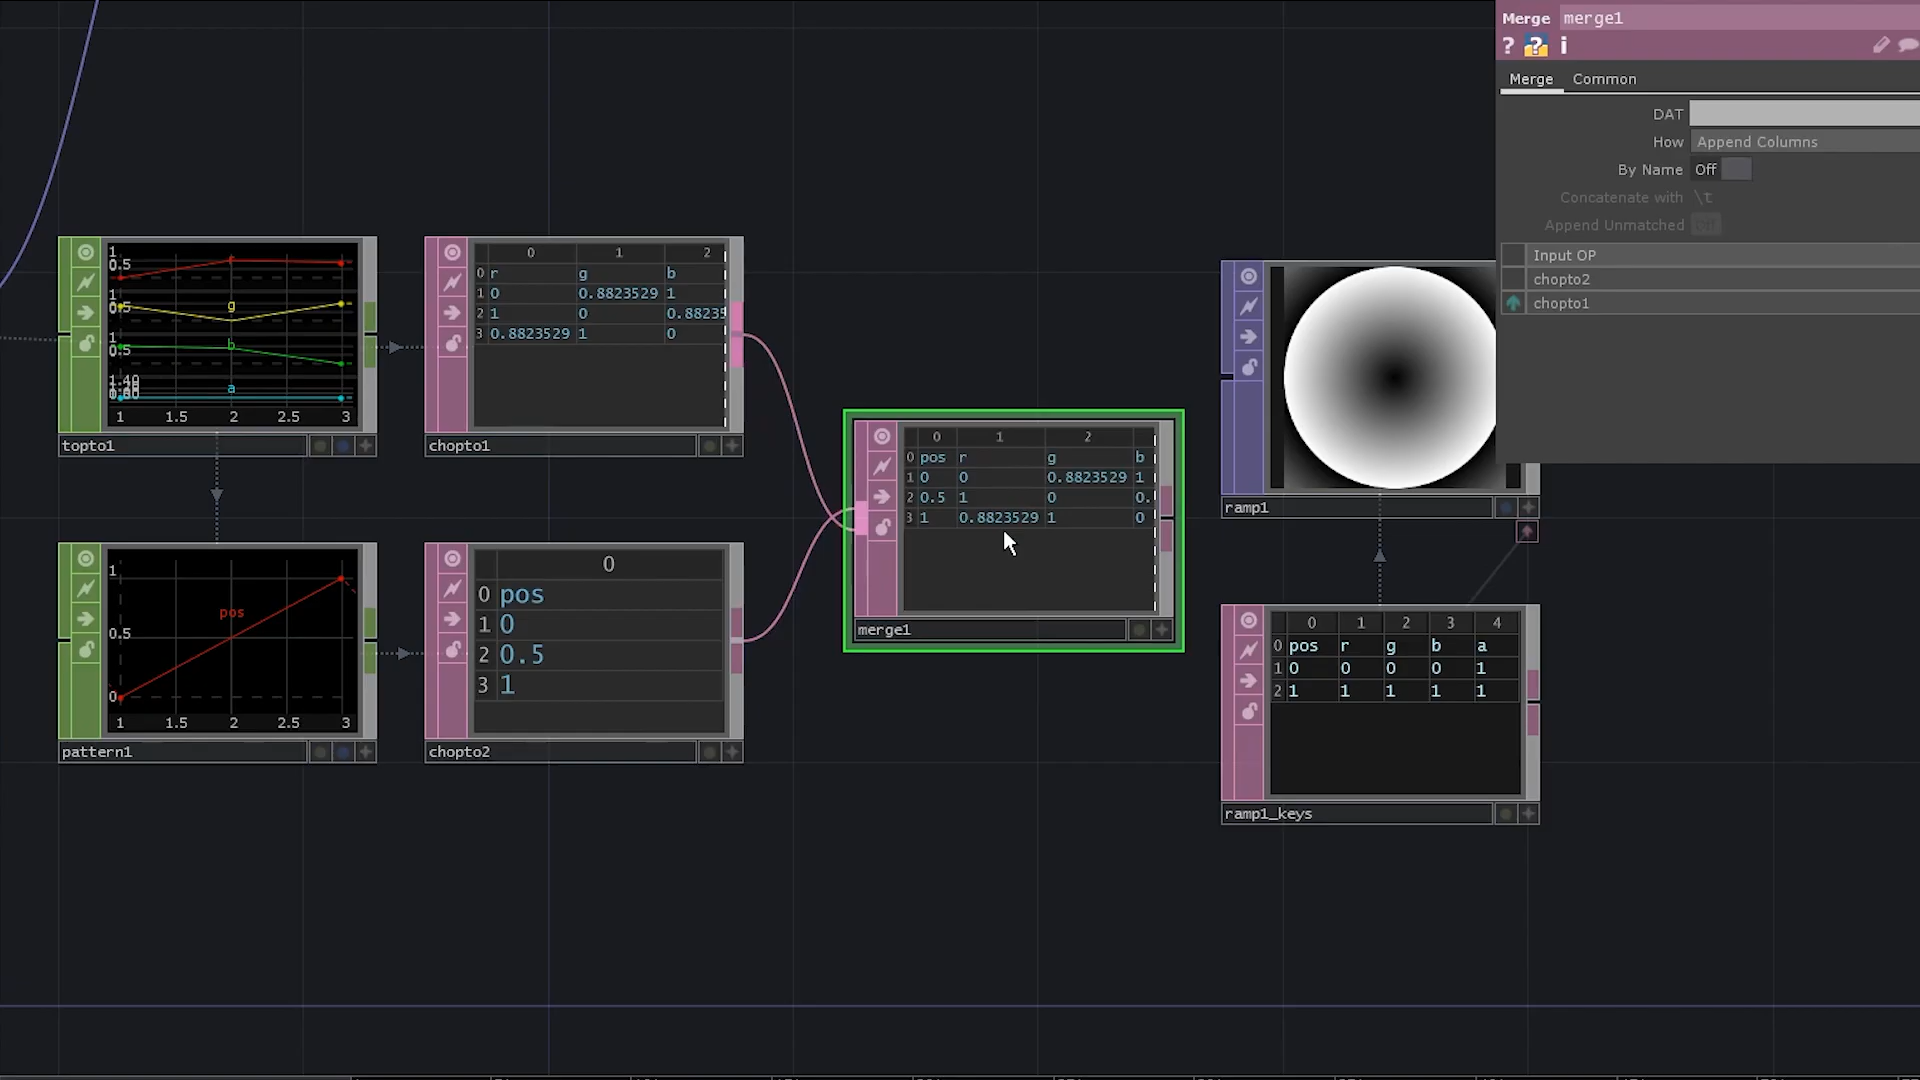 Merge merge1
? ? i
Merge Common
DAT
How Append Columns
By Name Off
Concatenate with \t
Append Unmatched
Input OP
chopto2
chopto1
1
0.5
r
1
0.5
g
1
0.5
b
a
1 1.5 2 2.5 3
topto1
0 1 2
0 r g b
1 0 0.8823529 1
2 1 0 0.8823
3 0.8823529 1 0
chopto1
0 1 2
0 pos r g b
1 0 0 0.8823529 1
2 0.5 1 0 0.
3 1 0.8823529 1 0
merge1
ramp1
1
pos
0.5
0
1 1.5 2 2.5 3
pattern1
0
0 pos
1 0
2 0.5
3 1
chopto2
0 1 2 3 4
0 pos r g b a
1 0 0 0 0 1
2 1 1 1 1 1
ramp1_keys